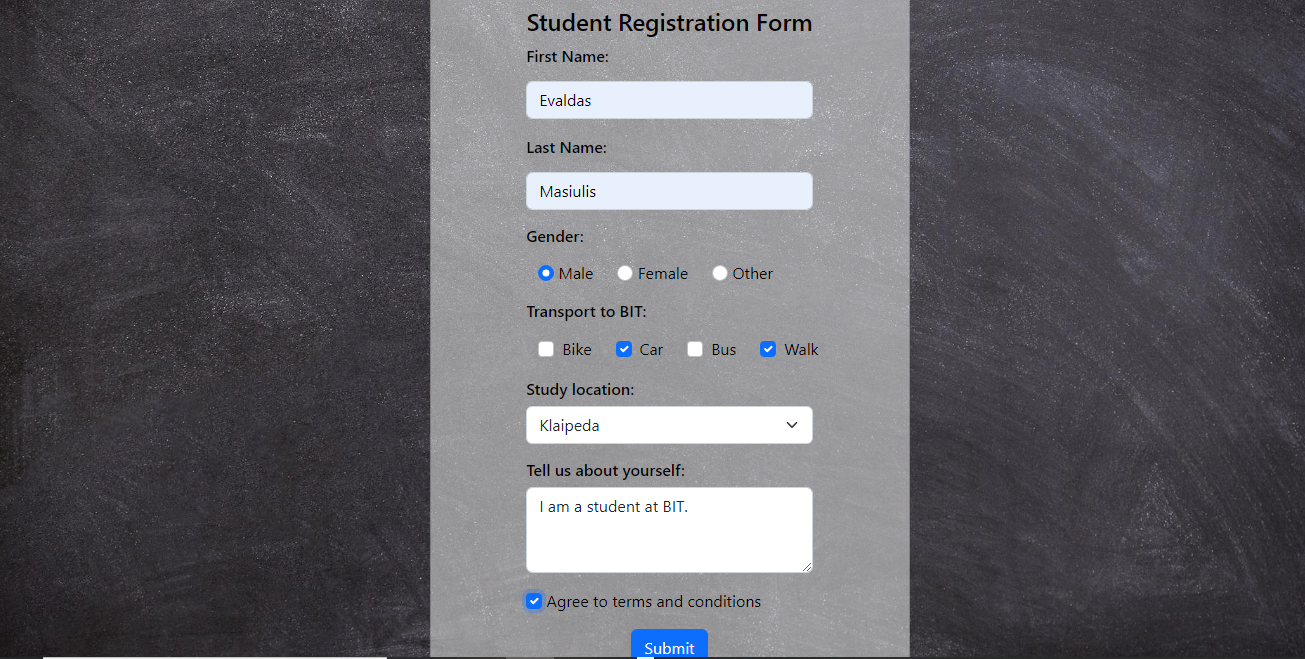 Student Registration Form
First Name:
Evaldas
Last Name:
Masiulis
Gender:
Male Female Other
Transport to BIT:
Bike Car Bus Walk
Study location:
Klaipeda
Tell us about yourself:
I am a student at BIT.
Agree to terms and conditions
Submit